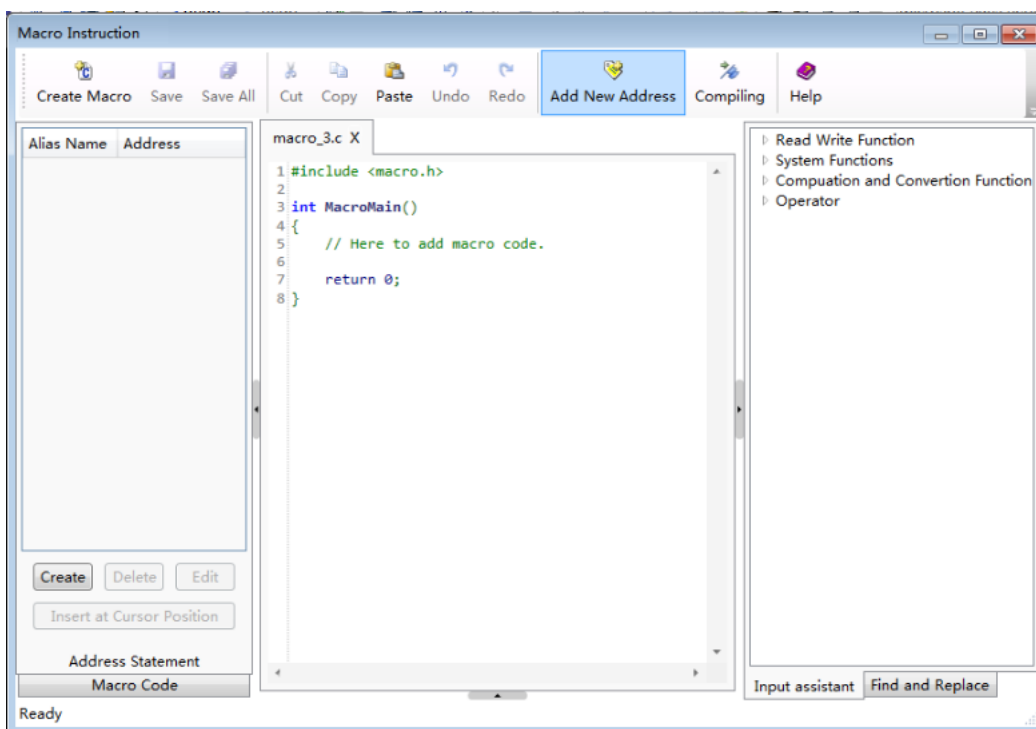 Macro Instruction
Create Macro Save Save All Cut Copy Paste Undo Redo Add New Address Compiling Help
Alias Name Address
macro_3.c X
1 #include <macro.h>
2
3 int MacroMain()
4 {
5     // Here to add macro code.
6
7     return 0;
8 }
Read Write Function
System Functions
Compuation and Convertion Function
Operator
Create Delete Edit
Insert at Cursor Position
Address Statement
Macro Code
Input assistant Find and Replace
Ready